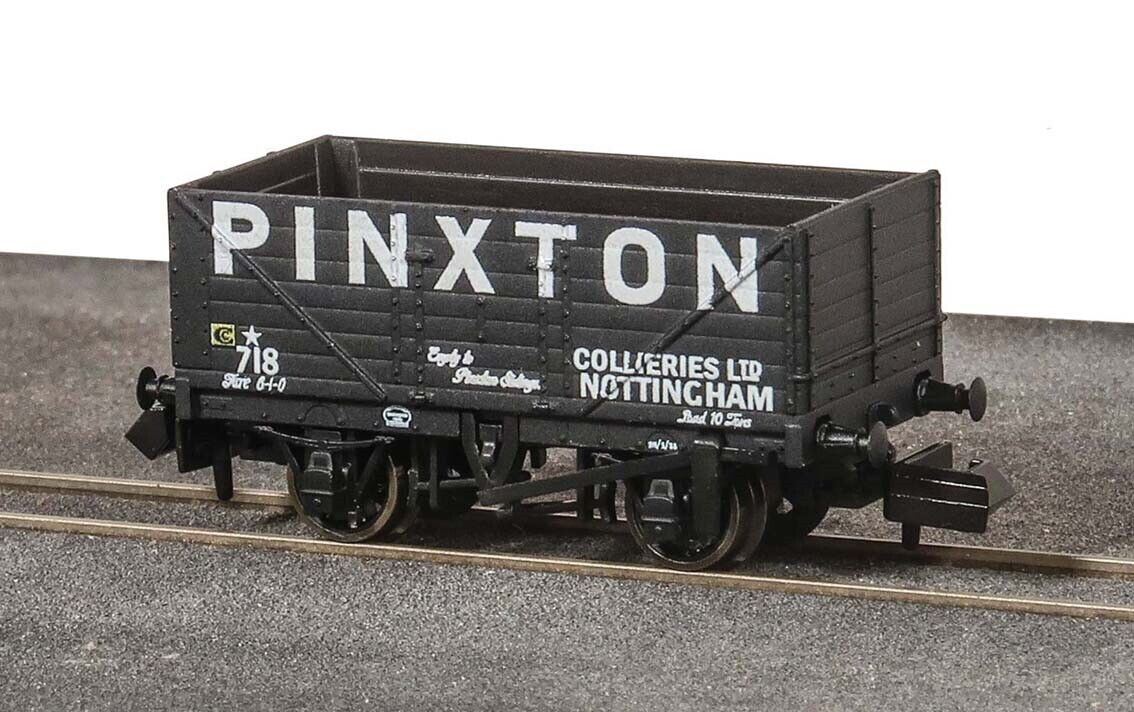 PINXTON
C
718
Tare 6-1-0
Empty to
Pinxton Sidings.
COLLIERIES LTD
NOTTINGHAM
Load 10 Tons